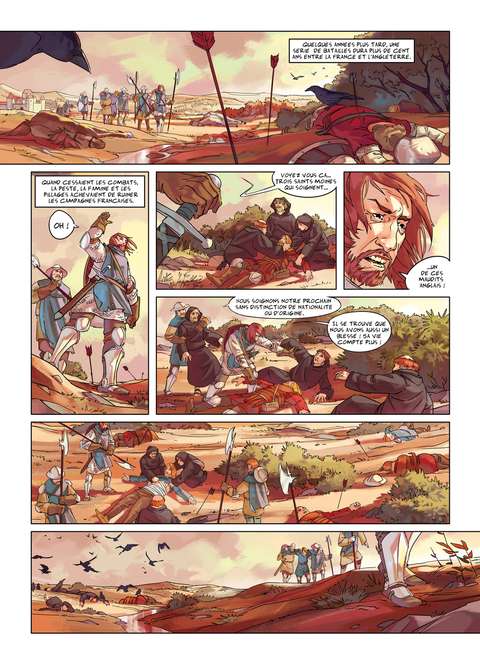 QUELQUES ANNÉES PLUS TARD, UNE
SÉRIE DE BATAILLES DURA PLUS DE CENT
ANS ENTRE LA FRANCE ET L'ANGLETERRE.
QUAND CESSAIENT LES COMBATS,
LA PESTE, LA FAMINE ET LES
PILLAGES ACHEVAIENT DE RUINER
LES CAMPAGNES FRANÇAISES.
OH !
VOYEZ-VOUS ÇA...
TROIS SAINTS MOINES
QUI SOIGNENT...
...UN
DE CES
MAUDITS
ANGLAIS !
NOUS SOIGNONS NOTRE PROCHAIN
SANS DISTINCTION DE NATIONALITÉ
OU D'ORIGINE.
IL SE TROUVE QUE
NOUS AVONS AUSSI UN
BLESSÉ ! SA VIE
COMPTE PLUS !